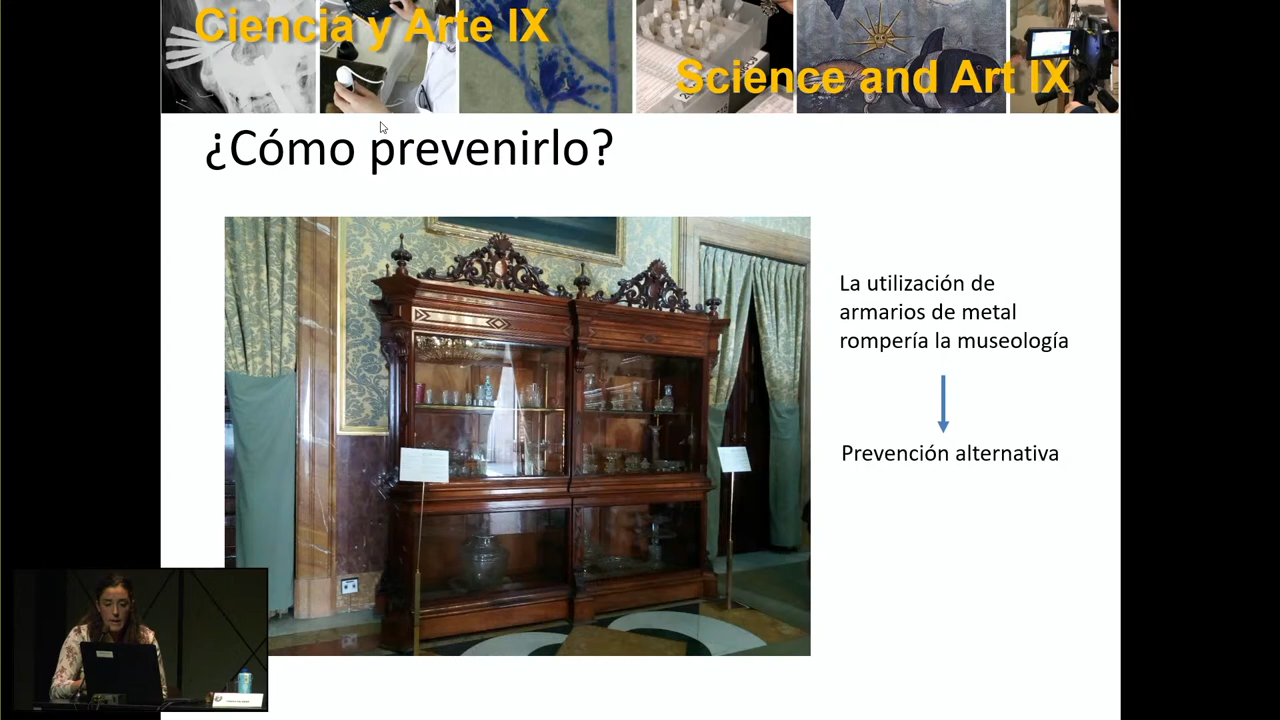 Ciencia y Arte IX
Science and Art IX
¿Cómo prevenirlo?
La utilización de
armarios de metal
rompería la museología
Prevención alternativa